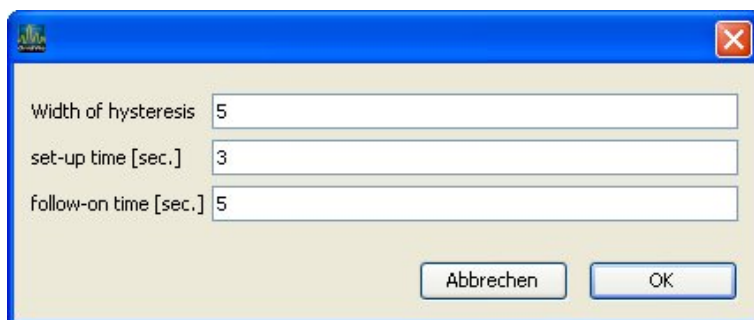 Width of hysteresis 5
set-up time [sec.] 3
follow-on time [sec.] 5
Abbrechen OK